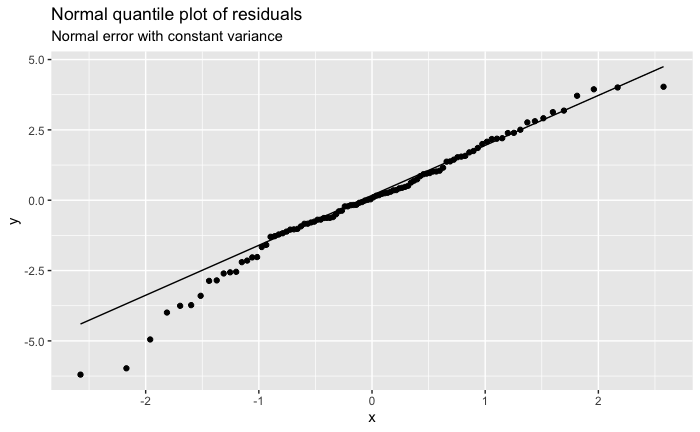 Normal quantile plot of residuals
Normal error with constant variance
5.0
2.5
0.0
-2.5
-5.0
y
-2 -1 0 1 2
x